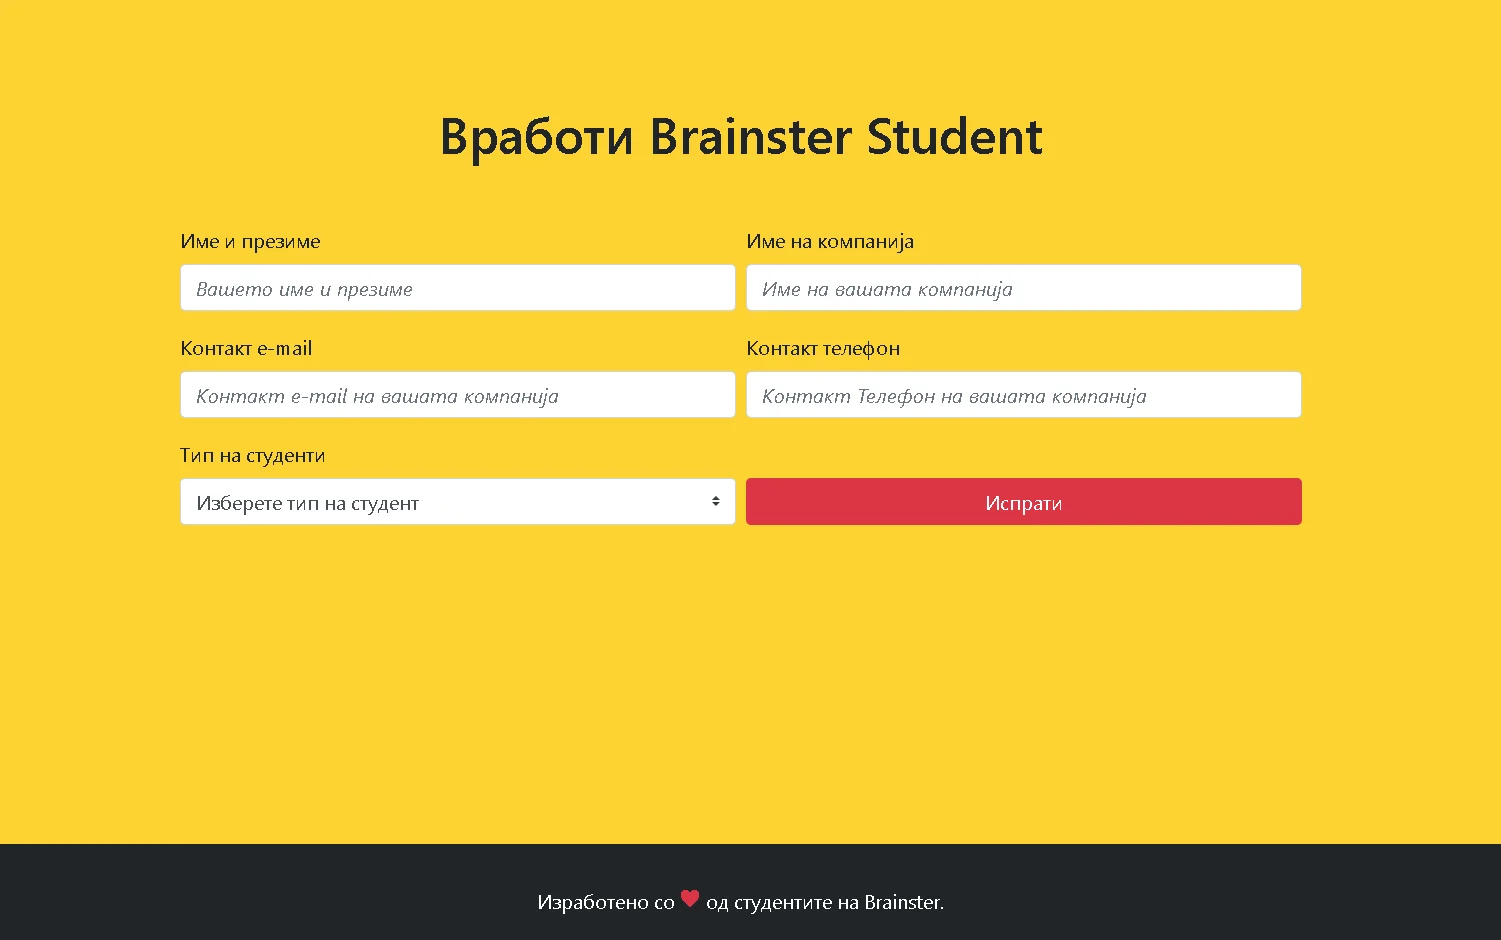 Вработи Brainster Student
Име и презиме
Име на компанија
Вашето име и презиме
Име на вашата компанија
Контакт e-mail
Контакт телефон
Контакт e-mail на вашата компанија
Контакт Телефон на вашата компанија
Тип на студенти
Изберете тип на студент
Испрати
Изработено со ❤ од студентите на Brainster.